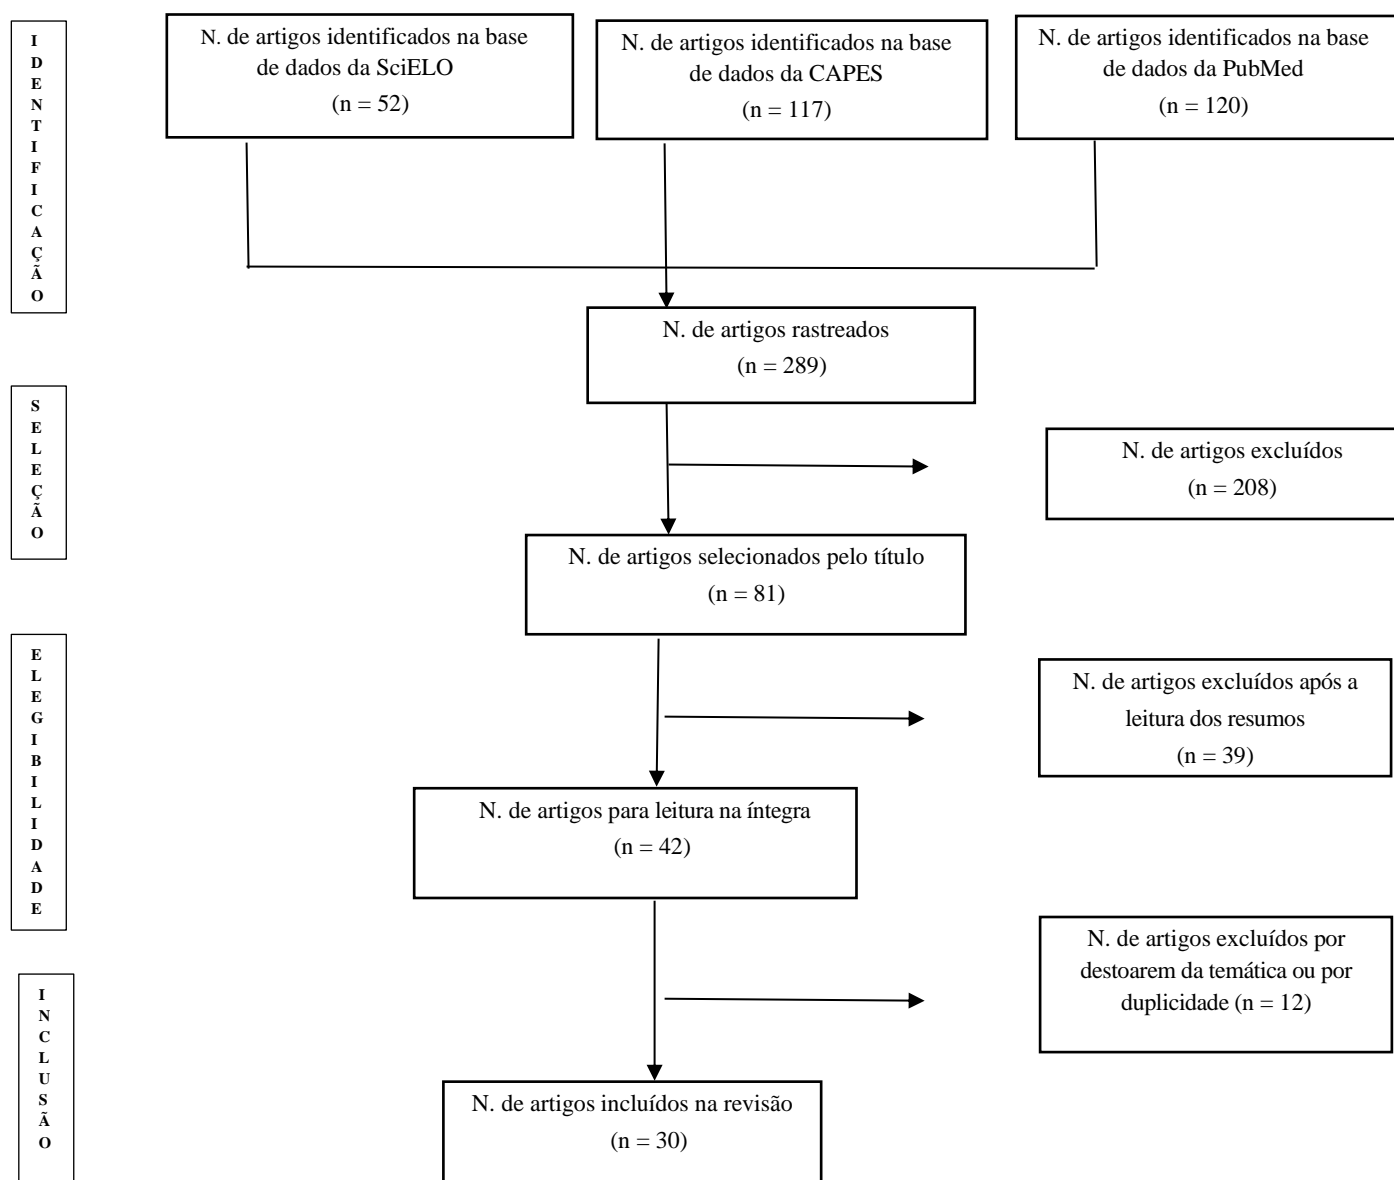 IDENTIFICAÇÃO
N. de artigos identificados na base
de dados da SciELO
(n = 52)
N. de artigos identificados na base
de dados da CAPES
(n = 117)
N. de artigos identificados na base
de dados da PubMed
(n = 120)
N. de artigos rastreados
(n = 289)
SELEÇÃO
N. de artigos excluídos
(n = 208)
N. de artigos selecionados pelo título
(n = 81)
ELEGIBILIDADE
N. de artigos excluídos após a
leitura dos resumos
(n = 39)
N. de artigos para leitura na íntegra
(n = 42)
N. de artigos excluídos por
destoarem da temática ou por
duplicidade (n = 12)
INCLUSÃO
N. de artigos incluídos na revisão
(n = 30)